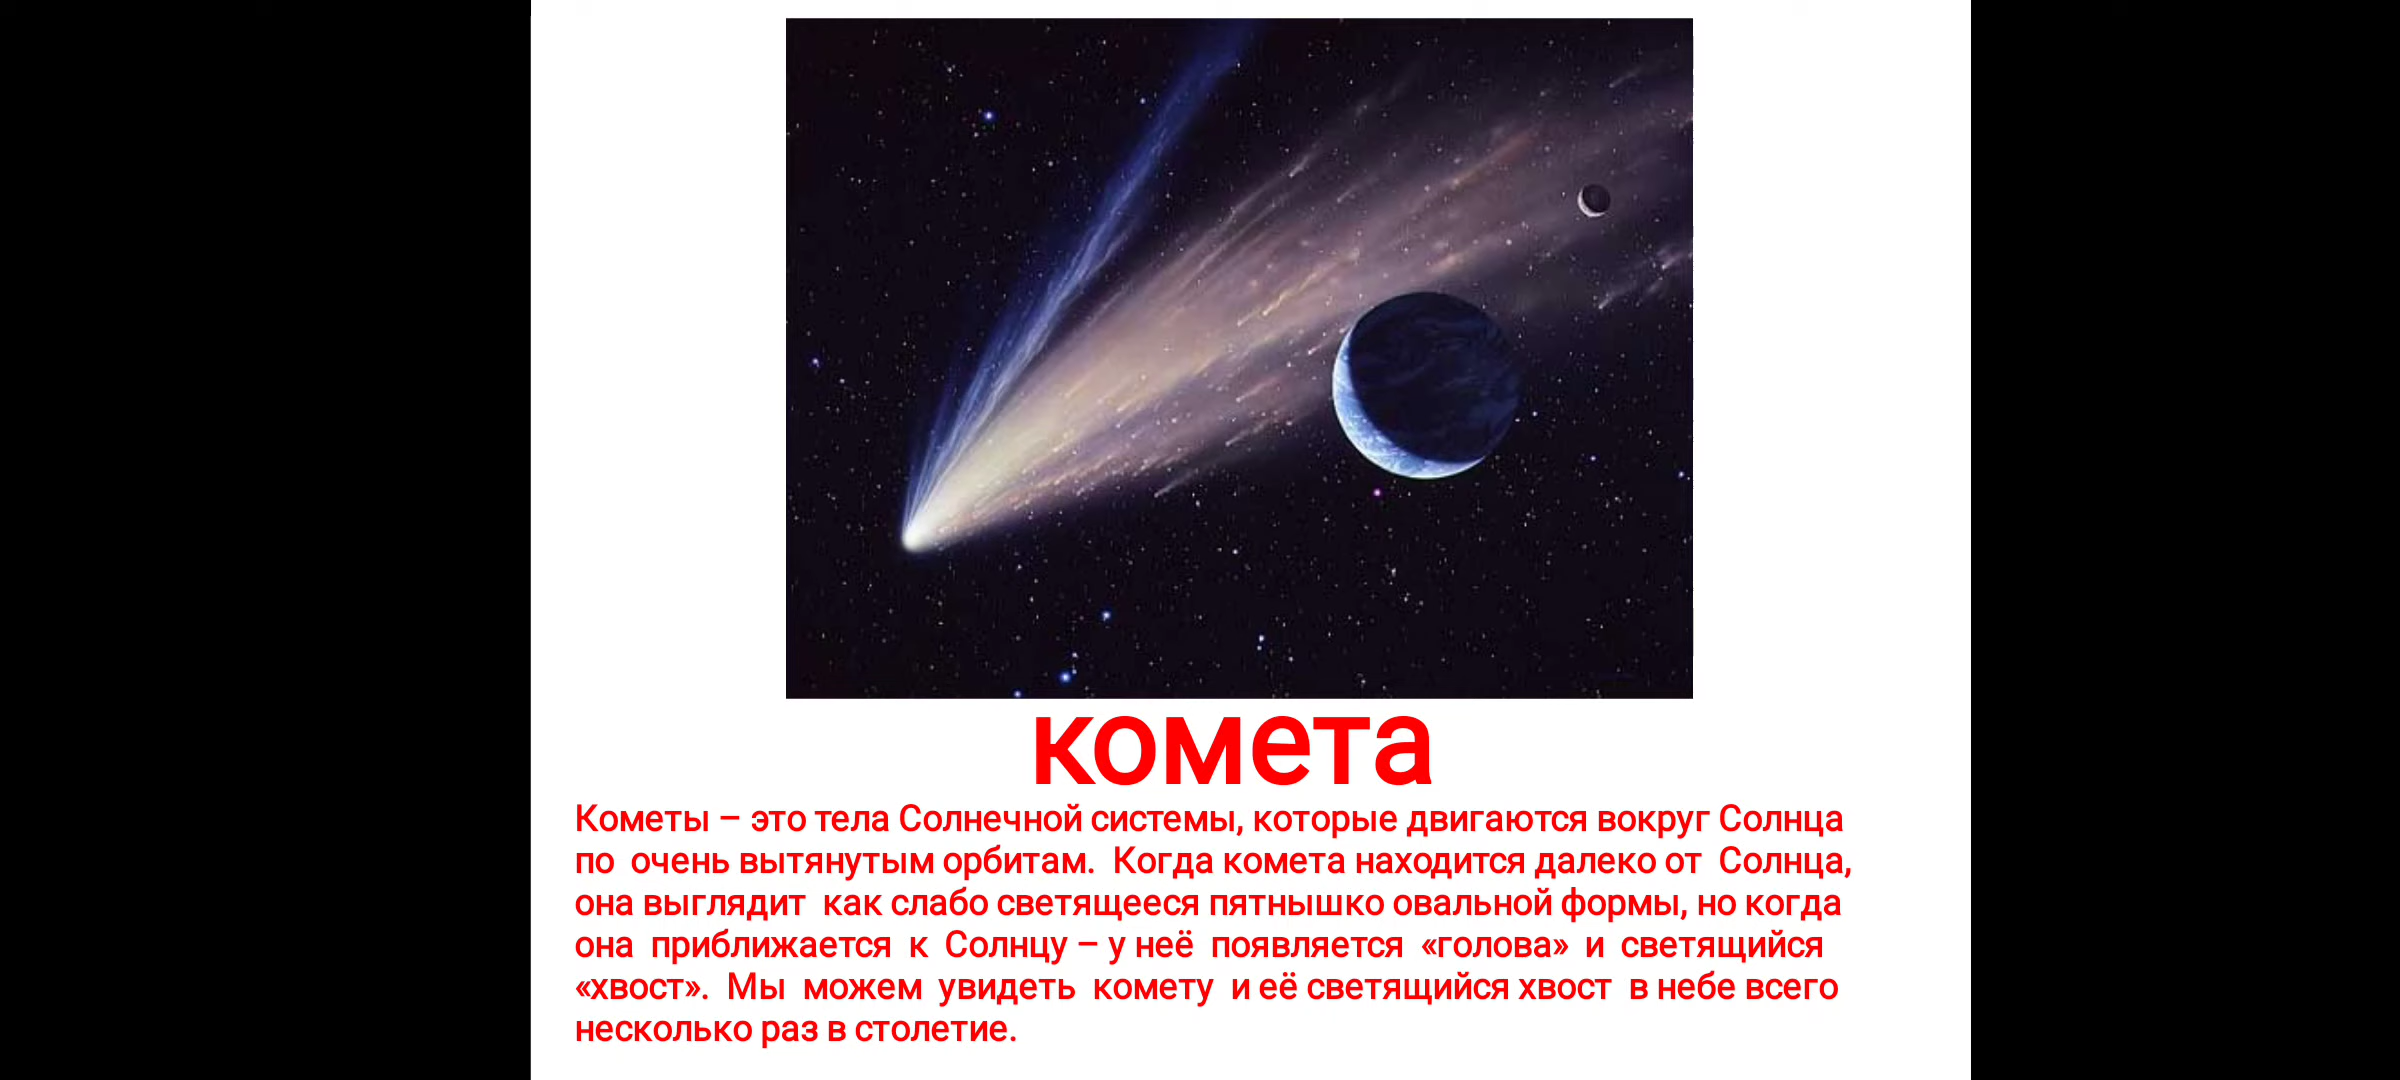 комета
Кометы – это тела Солнечной системы, которые двигаются вокруг Солнца
по очень вытянутым орбитам. Когда комета находится далеко от Солнца,
она выглядит как слабо светящееся пятнышко овальной формы, но когда
она приближается к Солнцу – у неё появляется «голова» и светящийся
«хвост». Мы можем увидеть комету и её светящийся хвост в небе всего
несколько раз в столетие.